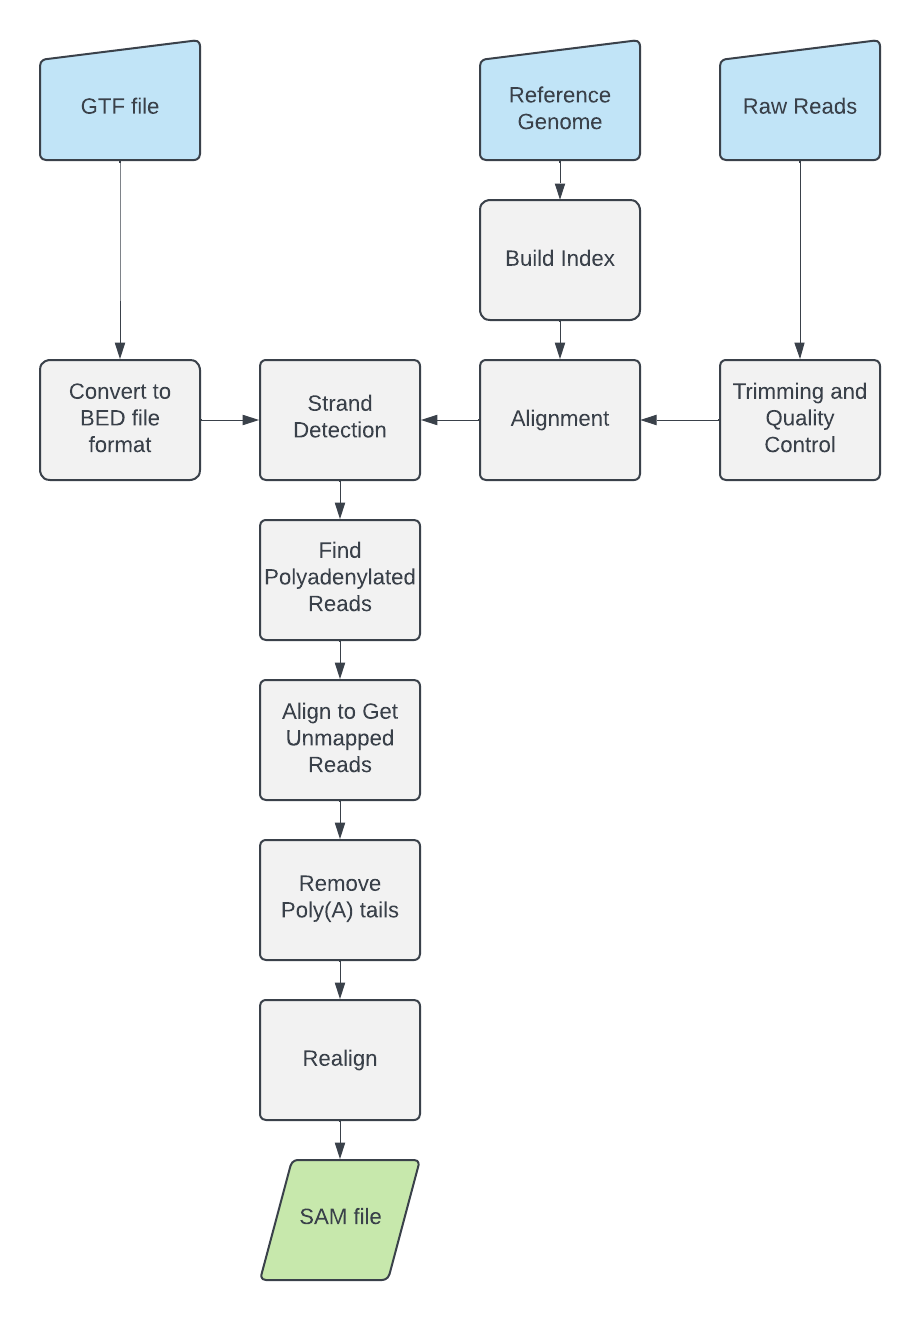 GTF file
Reference
Genome
Raw Reads
Build Index
Convert to
BED file
format
Strand
Detection
Alignment
Trimming and
Quality
Control
Find
Polyadenylated
Reads
Align to Get
Unmapped
Reads
Remove
Poly(A) tails
Realign
SAM file